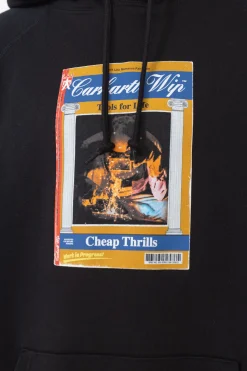 Carhartt Wip
Tools for Life
Cheap Thrills
Work in Progress!